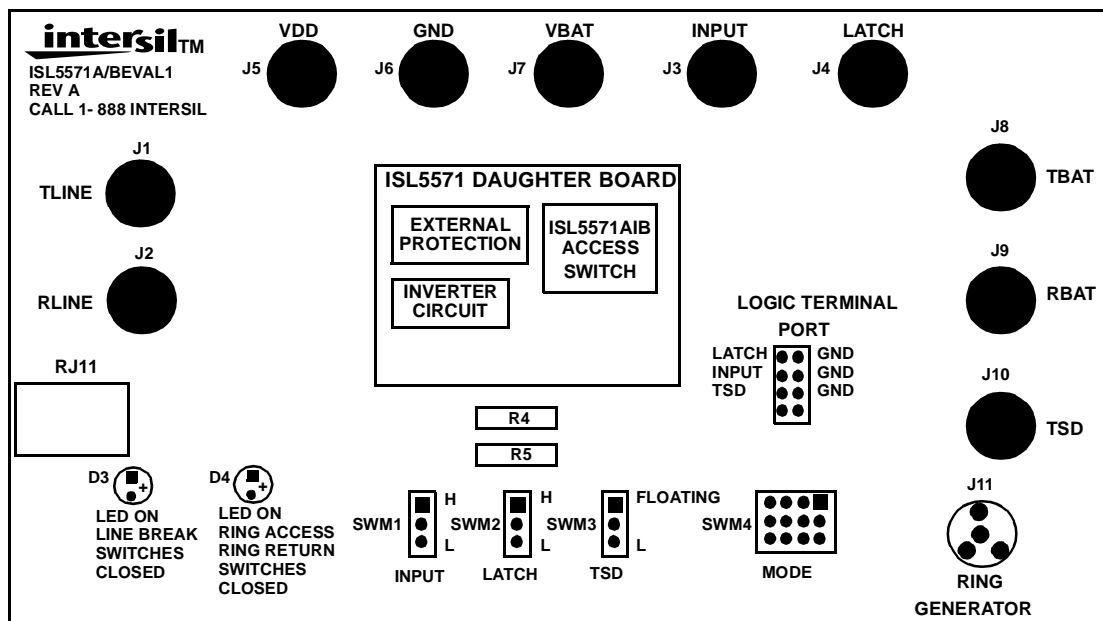 intersil TM
ISL5571A/BEVAL1
REV A
CALL 1- 888 INTERSIL
VDD
J5
GND
J6
VBAT
J7
INPUT
J3
LATCH
J4
J1
TLINE
J2
RLINE
RJ11
ISL5571 DAUGHTER BOARD
EXTERNAL
PROTECTION
ISL5571AIB
ACCESS
SWITCH
INVERTER
CIRCUIT
J8
TBAT
J9
RBAT
J10
TSD
LOGIC TERMINAL
PORT
LATCH GND
INPUT GND
TSD GND
R4
R5
D3
+
LED ON
LINE BREAK
SWITCHES
CLOSED
D4
+
LED ON
RING ACCESS
RING RETURN
SWITCHES
CLOSED
H
SWM1
L
INPUT
H
SWM2
L
LATCH
FLOATING
SWM3
L
TSD
SWM4
MODE
J11
RING
GENERATOR